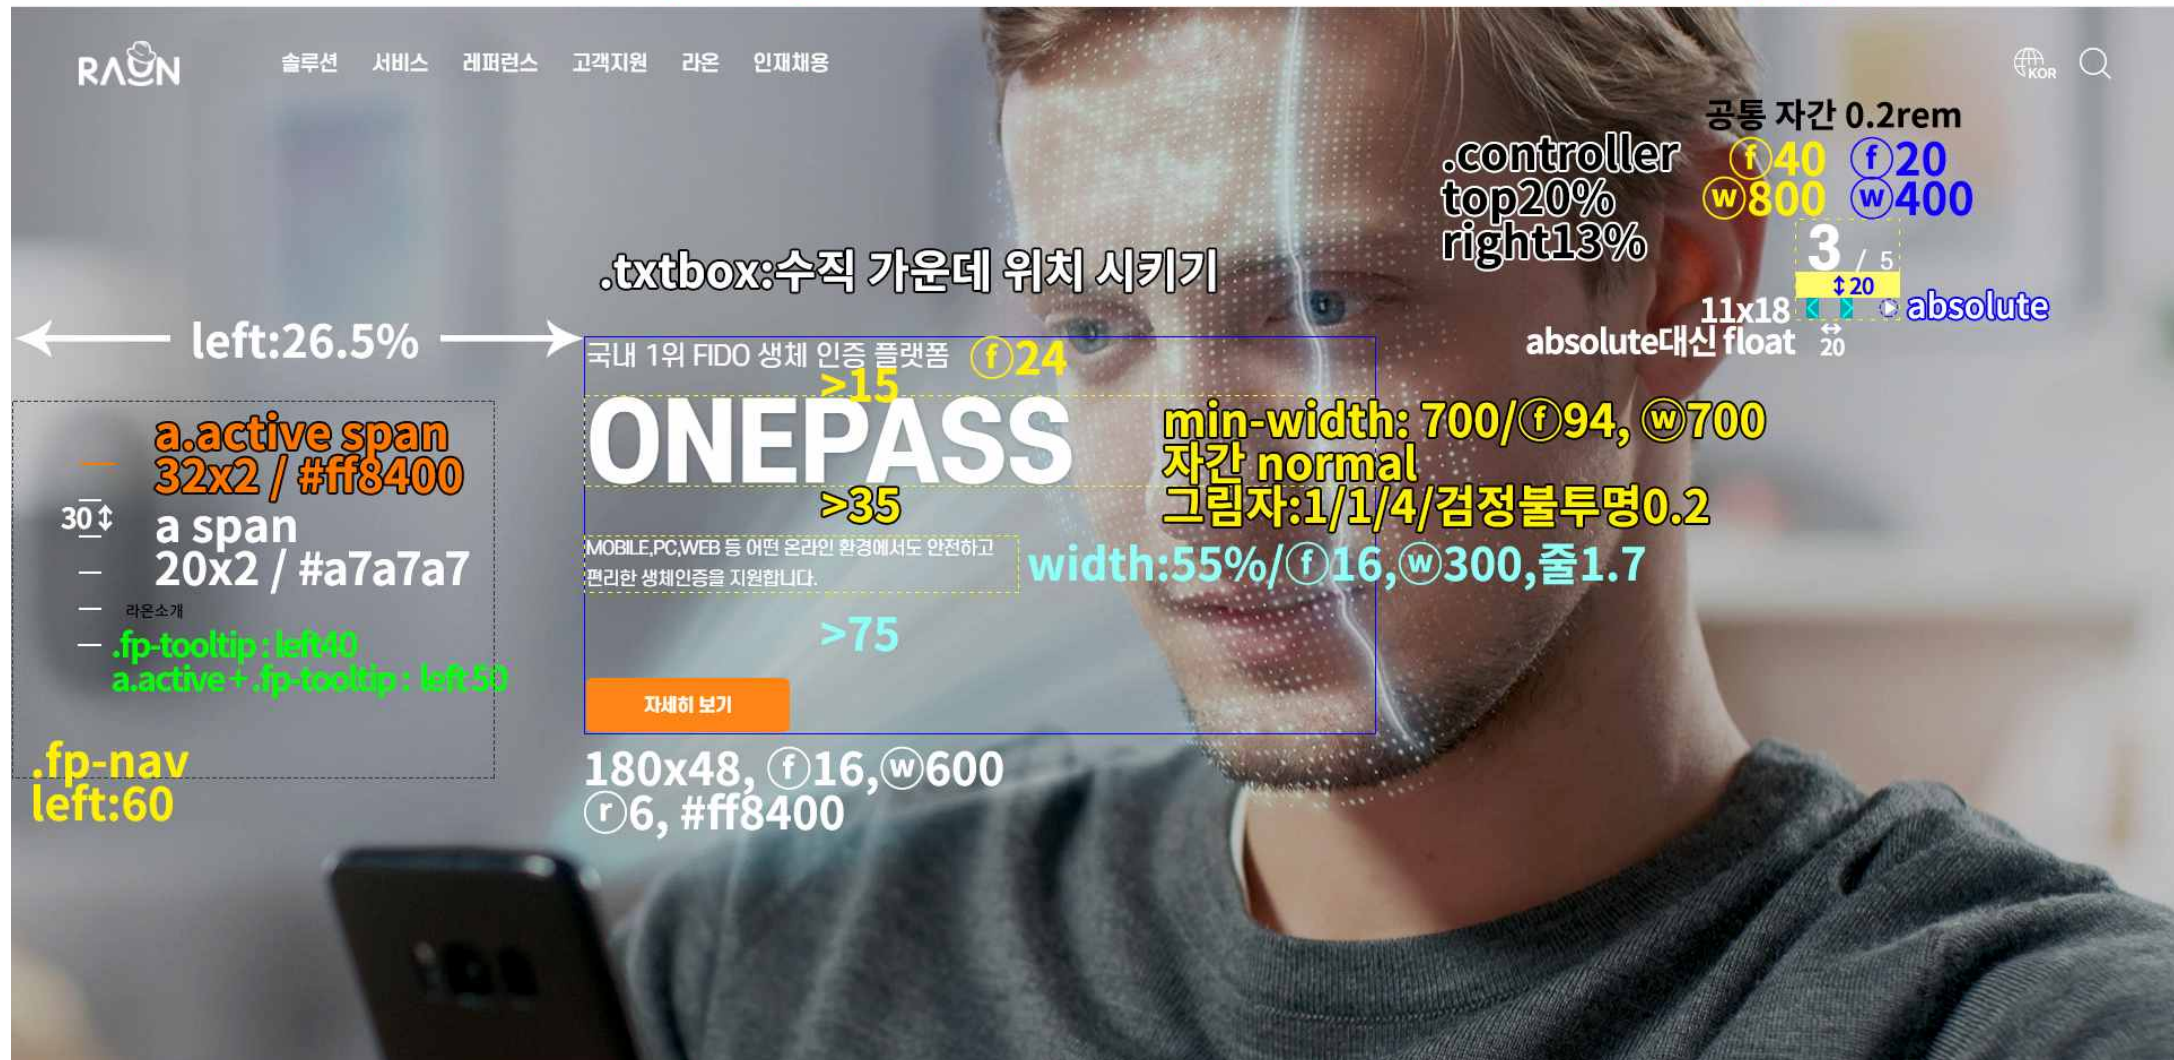 RAON
솔루션 서비스 레퍼런스 고객지원 라온 인재채용
KOR
공통 자간 0.2rem
.controller
top20%
right13%
ⓕ40 ⓕ20
ⓦ800 ⓦ400
3 / 5
↕20
11x18
absolute
absolute대신 float
↔
20
.txtbox:수직 가운데 위치 시키기
left:26.5%
국내 1위 FIDO 생체 인증 플랫폼 ⓕ24
>15
ONEPASS
min-width: 700/ⓕ94, ⓦ700
자간 normal
그림자:1/1/4/검정불투명0.2
>35
MOBILE,PC,WEB 등 어떤 온라인 환경에서도 안전하고
편리한 생체인증을 지원합니다.
width:55%/ⓕ16,ⓦ300,줄1.7
>75
자세히 보기
180x48, ⓕ16,ⓦ600
ⓡ6, #ff8400
a.active span
32x2 / #ff8400
30↕
a span
20x2 / #a7a7a7
라온소개
.fp-tooltip : left40
a.active+.fp-tooltip : left50
.fp-nav
left:60